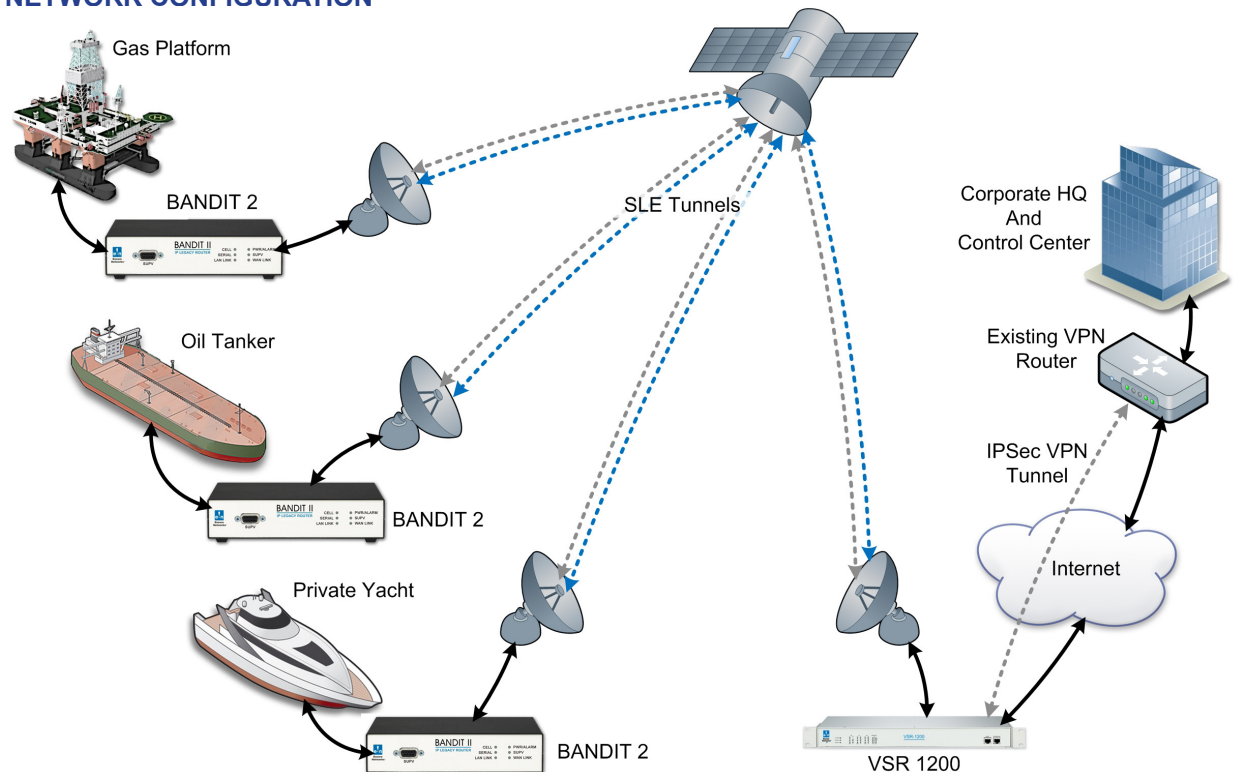 NETWORK CONFIGURATION
Gas Platform
BANDIT 2
BANDIT II
IP LEGACY ROUTER
SUPV
CELL
SERIAL
LAN LINK
PWR/ALARM
SUPV
WAN LINK
SLE Tunnels
Corporate HQ
And
Control Center
Existing VPN
Router
Oil Tanker
IPSec VPN
Tunnel
BANDIT II
IP LEGACY ROUTER
SUPV
CELL
SERIAL
LAN LINK
PWR/ALARM
SUPV
WAN LINK
BANDIT 2
Internet
Private Yacht
BANDIT II
IP LEGACY ROUTER
SUPV
CELL
SERIAL
LAN LINK
PWR/ALARM
SUPV
WAN LINK
BANDIT 2
VSR-1200
VSR 1200